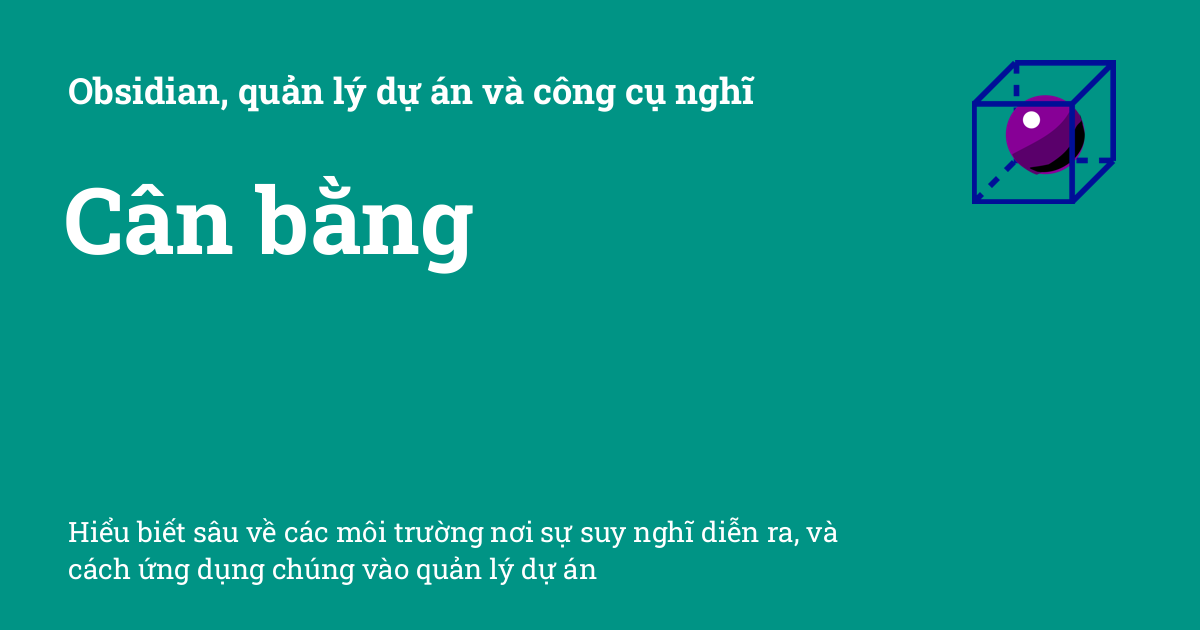 Obsidian, quản lý dự án và công cụ nghĩ
Cân bằng
Hiểu biết sâu về các môi trường nơi sự suy nghĩ diễn ra, và
cách ứng dụng chúng vào quản lý dự án